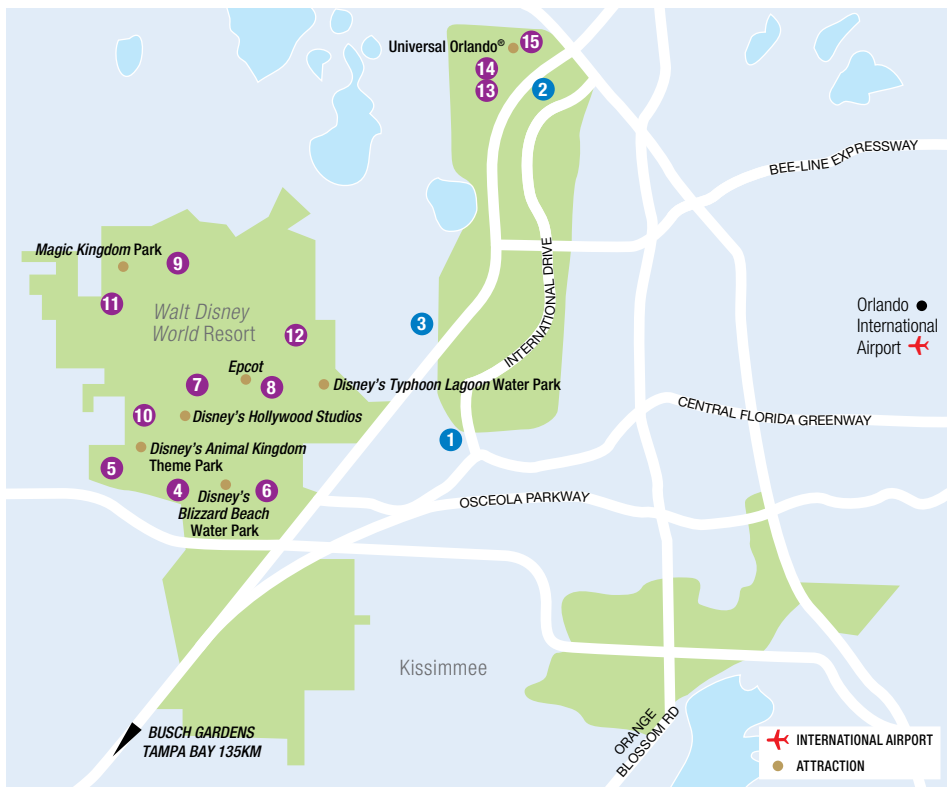 Universal Orlando®
15
14
13
2
BEE-LINE EXPRESSWAY
Magic Kingdom Park
9
11
Walt Disney
World Resort
12
3
INTERNATIONAL DRIVE
Orlando
International
Airport
Epcot
7
8
Disney's Typhoon Lagoon Water Park
10
Disney's Hollywood Studios
CENTRAL FLORIDA GREENWAY
1
Disney's Animal Kingdom
Theme Park
5
4
6
Disney's
Blizzard Beach
Water Park
OSCEOLA PARKWAY
Kissimmee
BUSCH GARDENS
TAMPA BAY 135KM
ORANGE
BLOSSOM RD
INTERNATIONAL AIRPORT
ATTRACTION